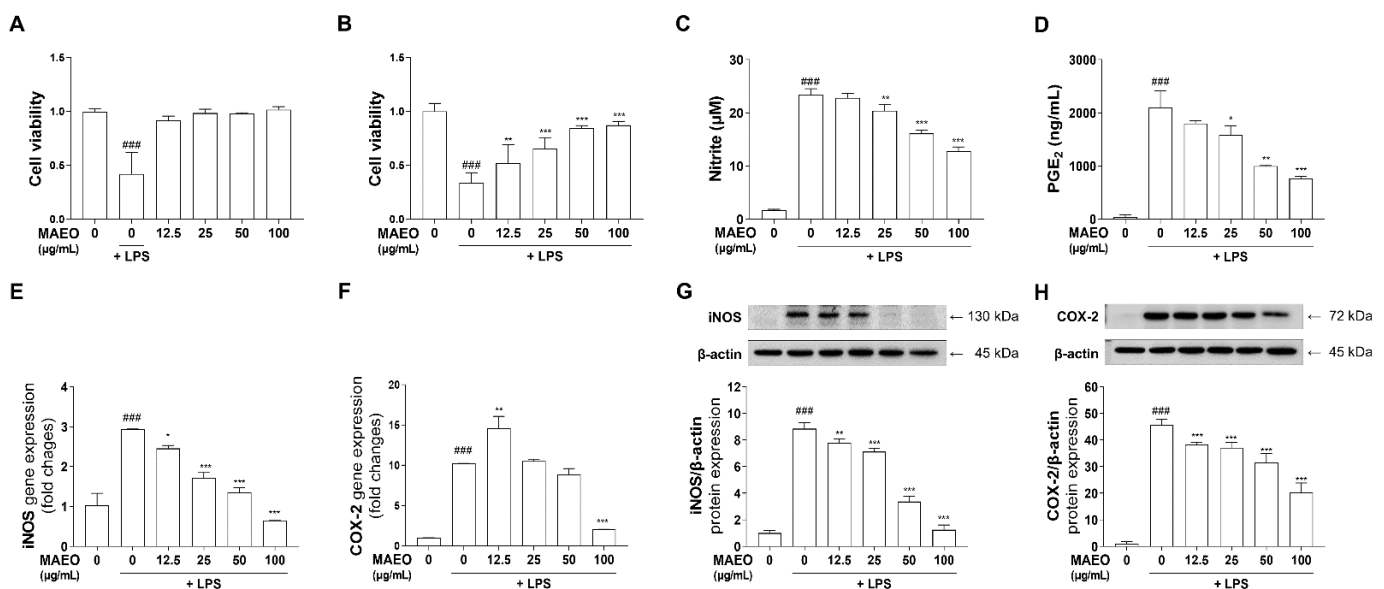 A
Cell viability
1.5
1.0
0.5
0.0
###
MAEO 0 0 12.5 25 50 100
(μg/mL)
+ LPS
B
Cell viability
1.5
1.0
0.5
0.0
### ** *** *** ***
MAEO 0 0 12.5 25 50 100
(μg/mL)
+ LPS
C
Nitrite (μM)
30
20
10
0
### ** *** ***
MAEO 0 0 12.5 25 50 100
(μg/mL)
+ LPS
D
PGE2 (ng/mL)
3000
2000
1000
0
### * ** ***
MAEO 0 0 12.5 25 50 100
(μg/mL)
+ LPS
E
iNOS gene expression
(fold chages)
4
3
2
1
0
### * *** *** ***
MAEO 0 0 12.5 25 50 100
(μg/mL)
+ LPS
F
COX-2 gene expression
(fold changes)
20
15
10
5
0
### ** ***
MAEO 0 0 12.5 25 50 100
(μg/mL)
+ LPS
G
iNOS ← 130 kDa
β-actin ← 45 kDa
iNOS/β-actin
protein expression
12
10
8
6
4
2
0
### ** *** *** ***
MAEO 0 0 12.5 25 50 100
(μg/mL)
+ LPS
H
COX-2 ← 72 kDa
β-actin ← 45 kDa
COX-2/β-actin
protein expression
60
50
40
30
20
10
0
### *** *** *** ***
MAEO 0 0 12.5 25 50 100
(μg/mL)
+ LPS